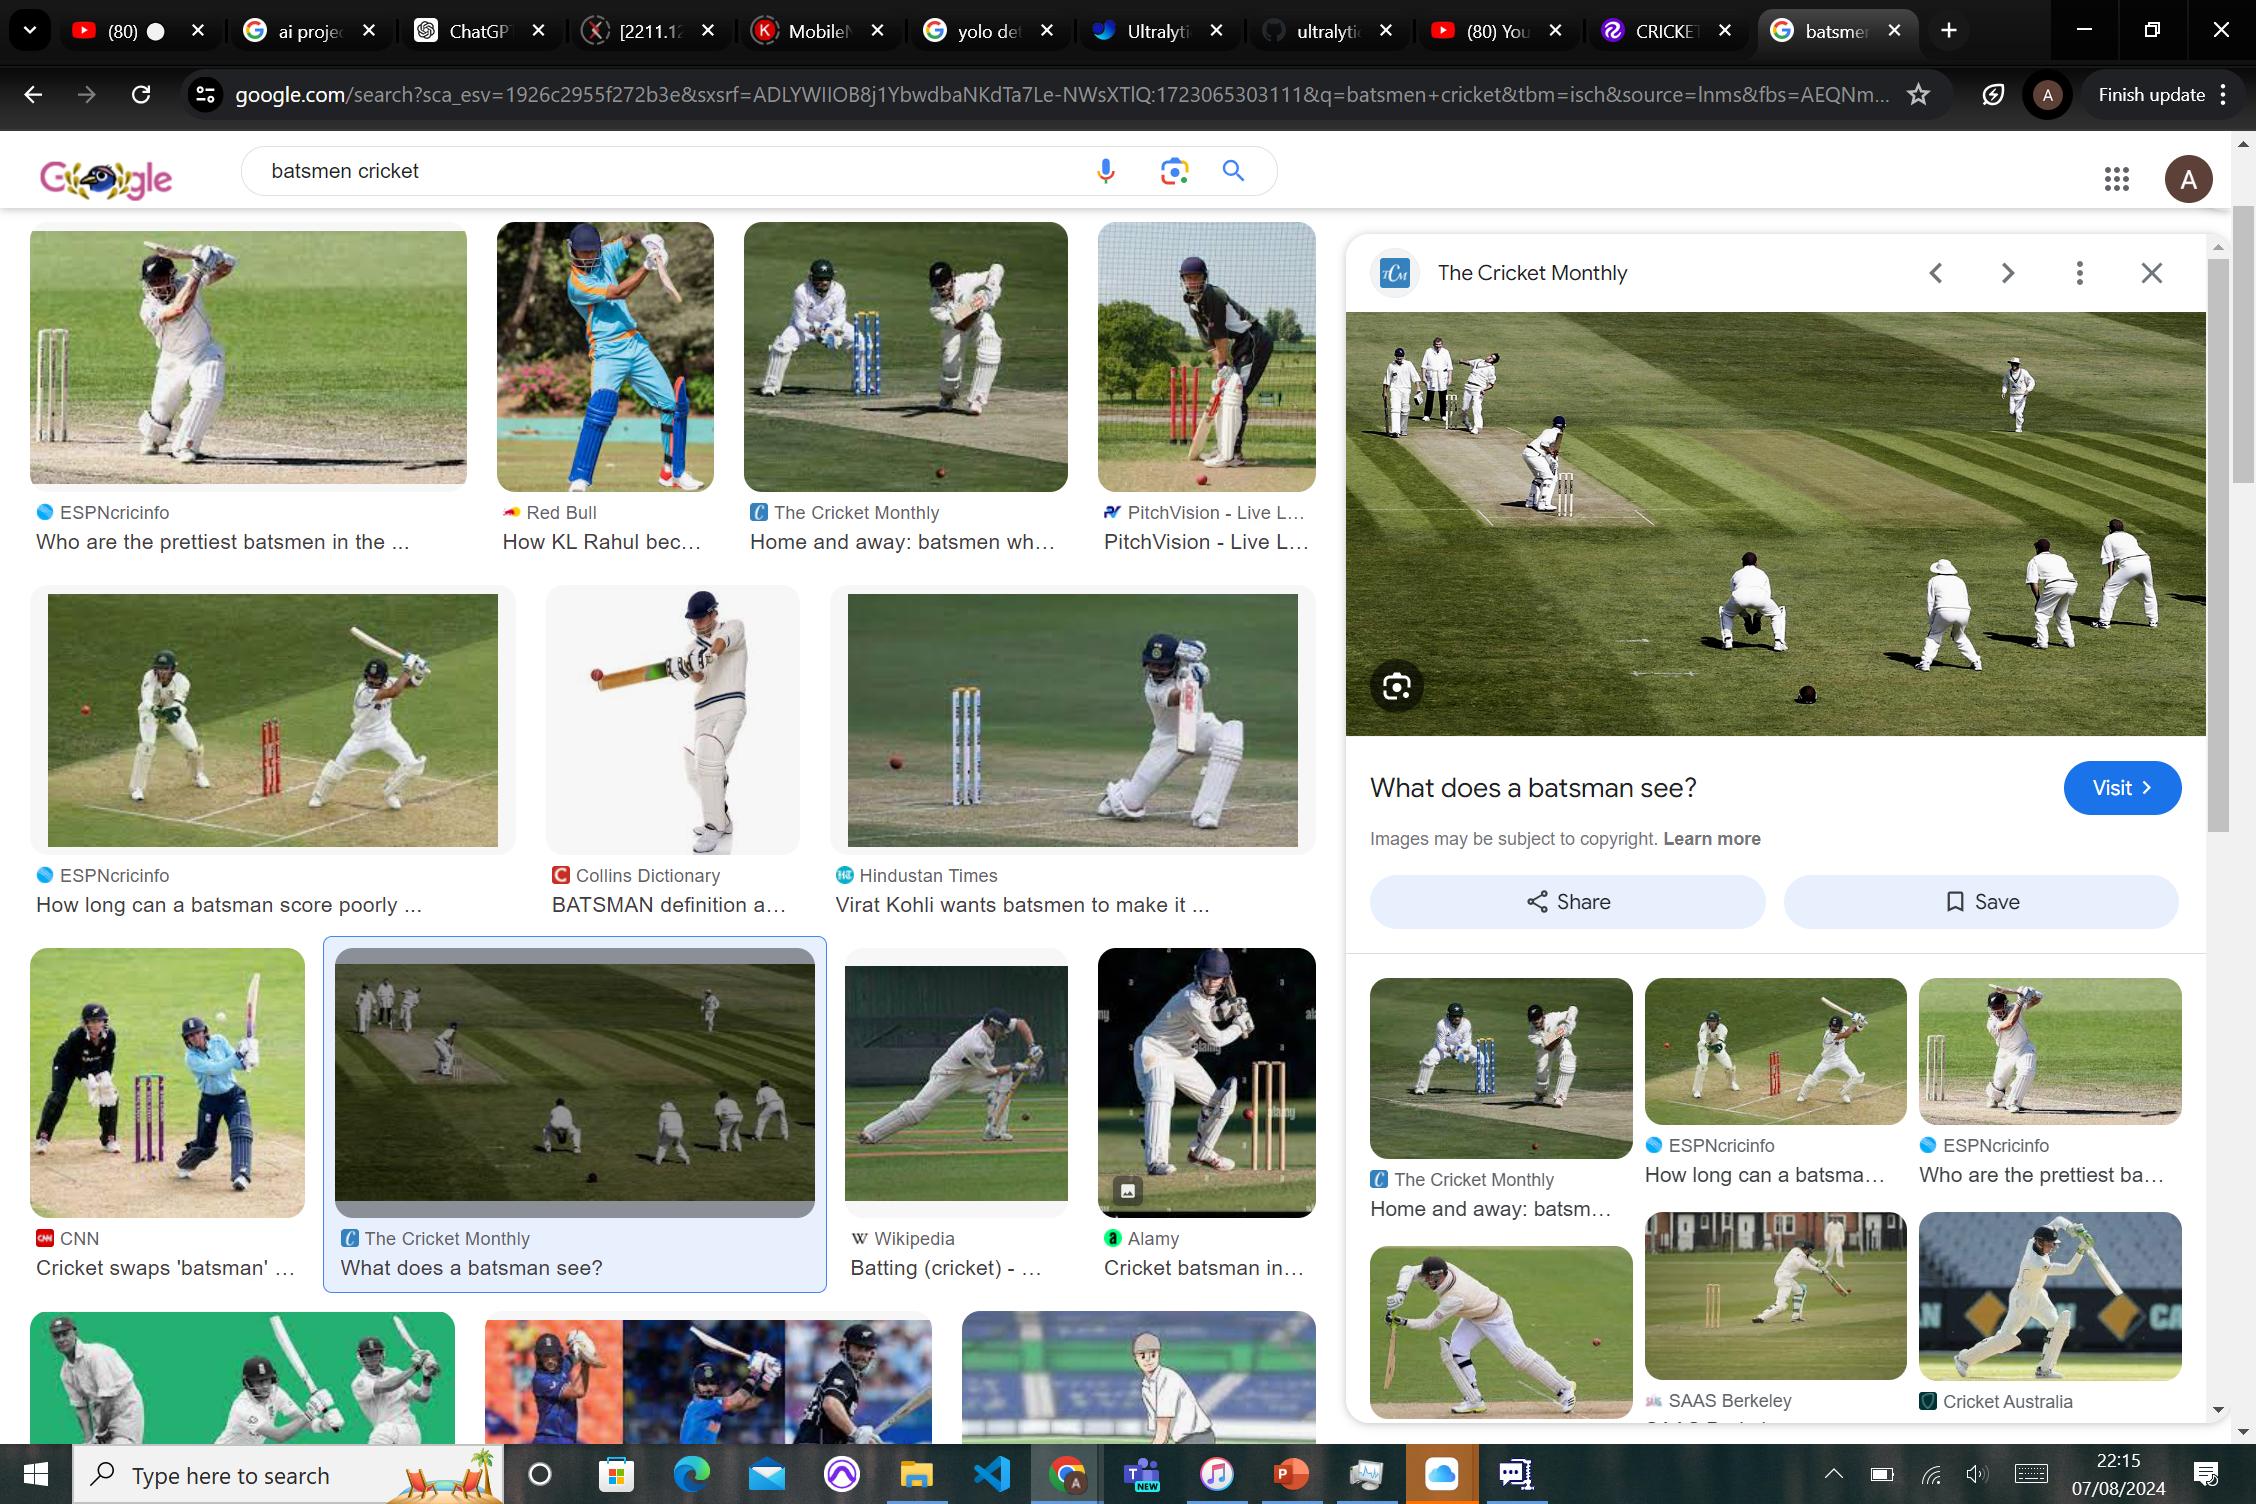 (80)
ai projec
ChatGP
[2211.12
MobileN
yolo det
Ultralyti
ultralyti
(80) You
CRICKET
batsmen
google.com/search?sca_esv=1926c2955f272b3e&sxsrf=ADLYWIIOB8j1YbwdbaNKdTa7Le-NWsXTlQ:1723065303111&q=batsmen+cricket&tbm=isch&source=lnms&fbs=AEQNm...
A
Finish update
Google
batsmen cricket
A
ESPNcricinfo
Who are the prettiest batsmen in the ...
Red Bull
How KL Rahul bec...
The Cricket Monthly
Home and away: batsmen wh...
PitchVision - Live L...
PitchVision - Live L...
ESPNcricinfo
How long can a batsman score poorly ...
Collins Dictionary
BATSMAN definition a...
Hindustan Times
Virat Kohli wants batsmen to make it ...
CNN
Cricket swaps 'batsman' ...
The Cricket Monthly
What does a batsman see?
Wikipedia
Batting (cricket) - ...
alamy
Alamy
Cricket batsman in...
TCM
The Cricket Monthly
What does a batsman see?
Visit
Images may be subject to copyright. Learn more
Share
Save
The Cricket Monthly
Home and away: batsm...
ESPNcricinfo
How long can a batsma...
ESPNcricinfo
Who are the prettiest ba...
SAAS Berkeley
Cricket Australia
Type here to search
NEW
22:15
07/08/2024